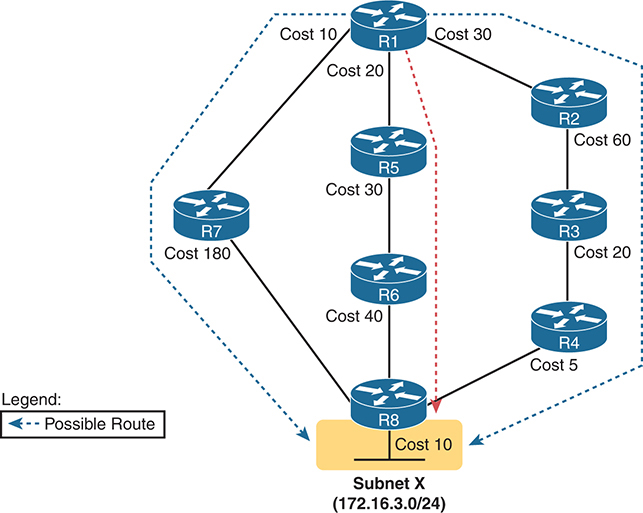 R1
Cost 10
Cost 30
Cost 20
R2
Cost 60
R5
Cost 30
R7
Cost 180
R3
Cost 20
R6
Cost 40
R4
Cost 5
Legend:
Possible Route
R8
Cost 10
Subnet X
(172.16.3.0/24)